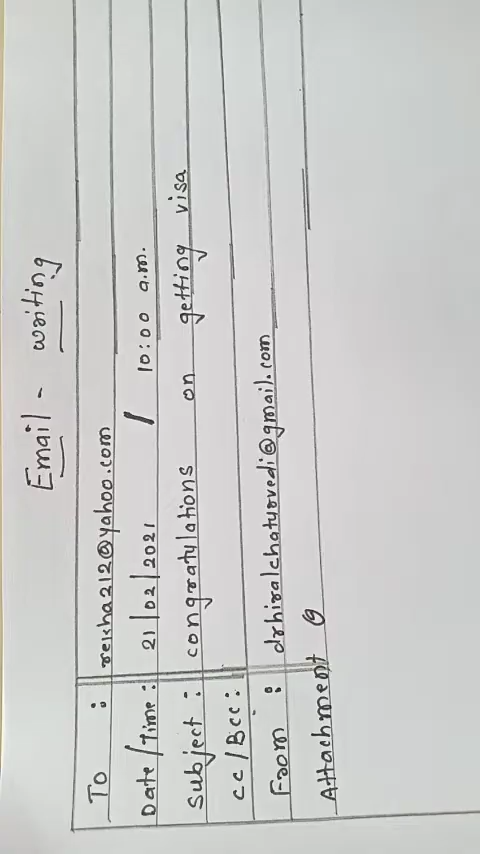 Email - writing
To : rekha212@yahoo.com
Date/Time: 21/02/2021 / 10:00 a.m.
Subject : congratulations on getting visa
cc/Bcc:
From : drhiralchaturvedi@gmail.com
Attachment